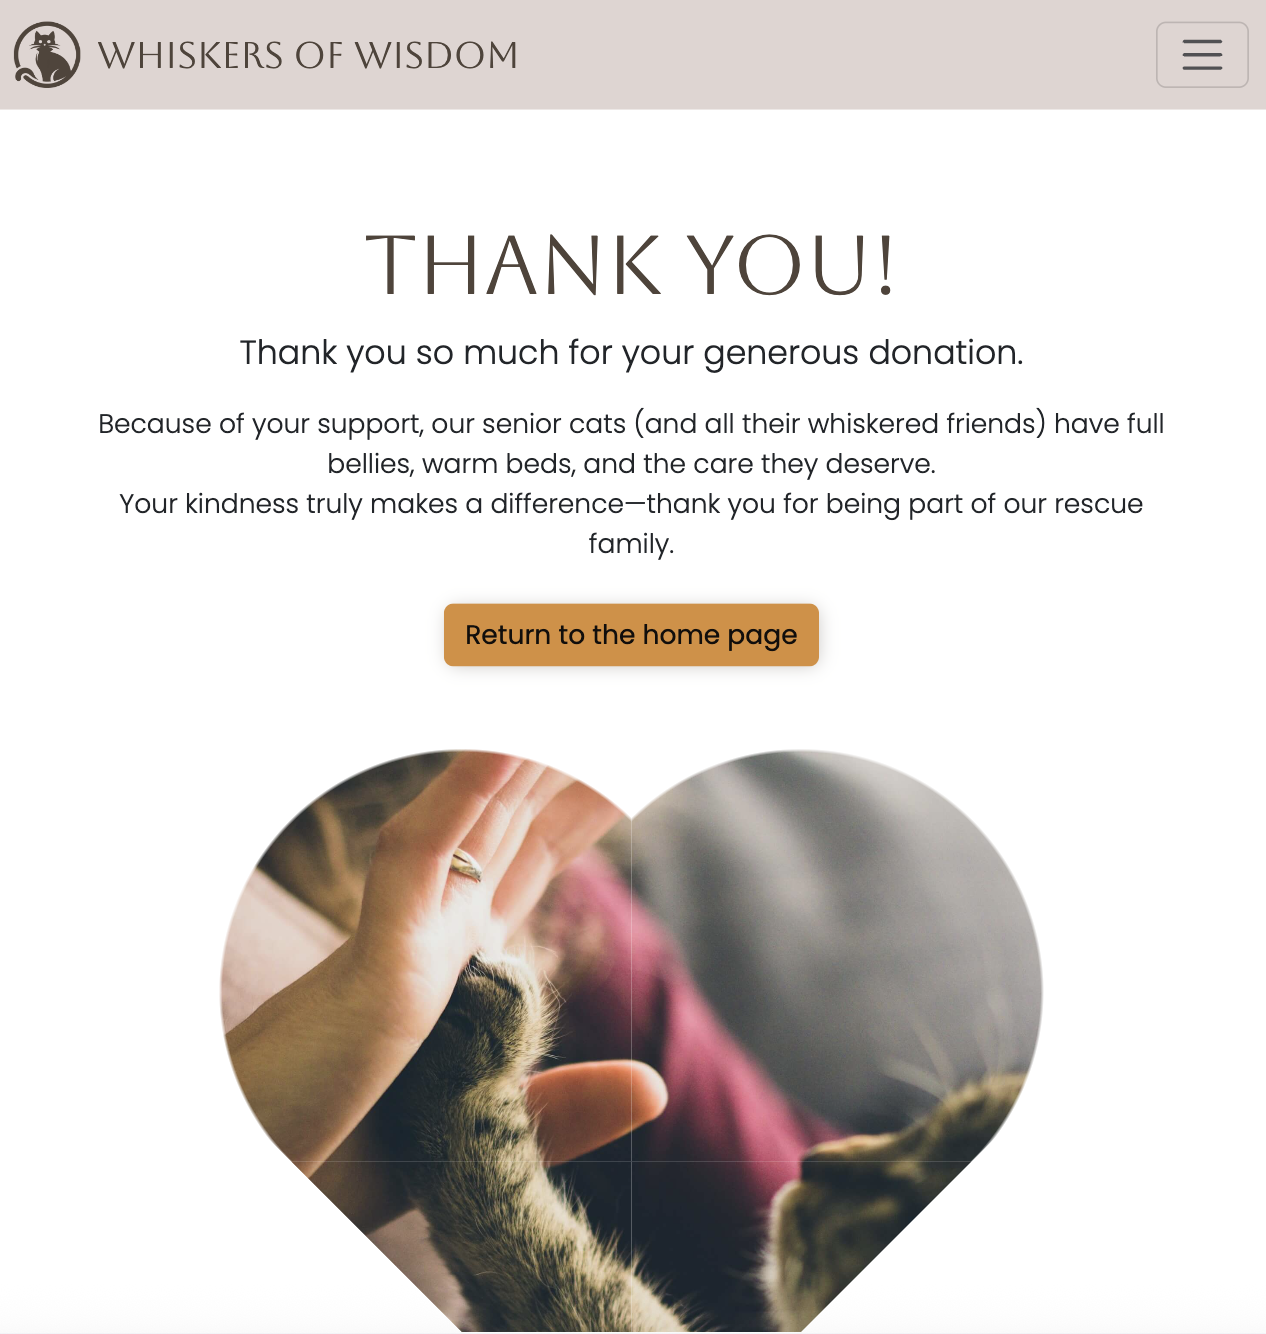 WHISKERS OF WISDOM
THANK YOU!
Thank you so much for your generous donation.
Because of your support, our senior cats (and all their whiskered friends) have full
bellies, warm beds, and the care they deserve.
Your kindness truly makes a difference—thank you for being part of our rescue
family.
Return to the home page